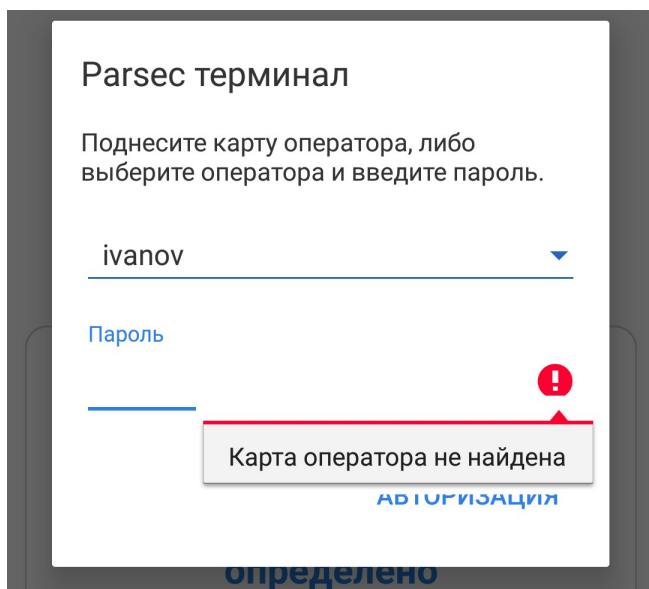 Parsec терминал
Поднесите карту оператора, либо
выберите оператора и введите пароль.
ivanov
Пароль
Карта оператора не найдена
АВТОРИЗАЦИЯ
определено